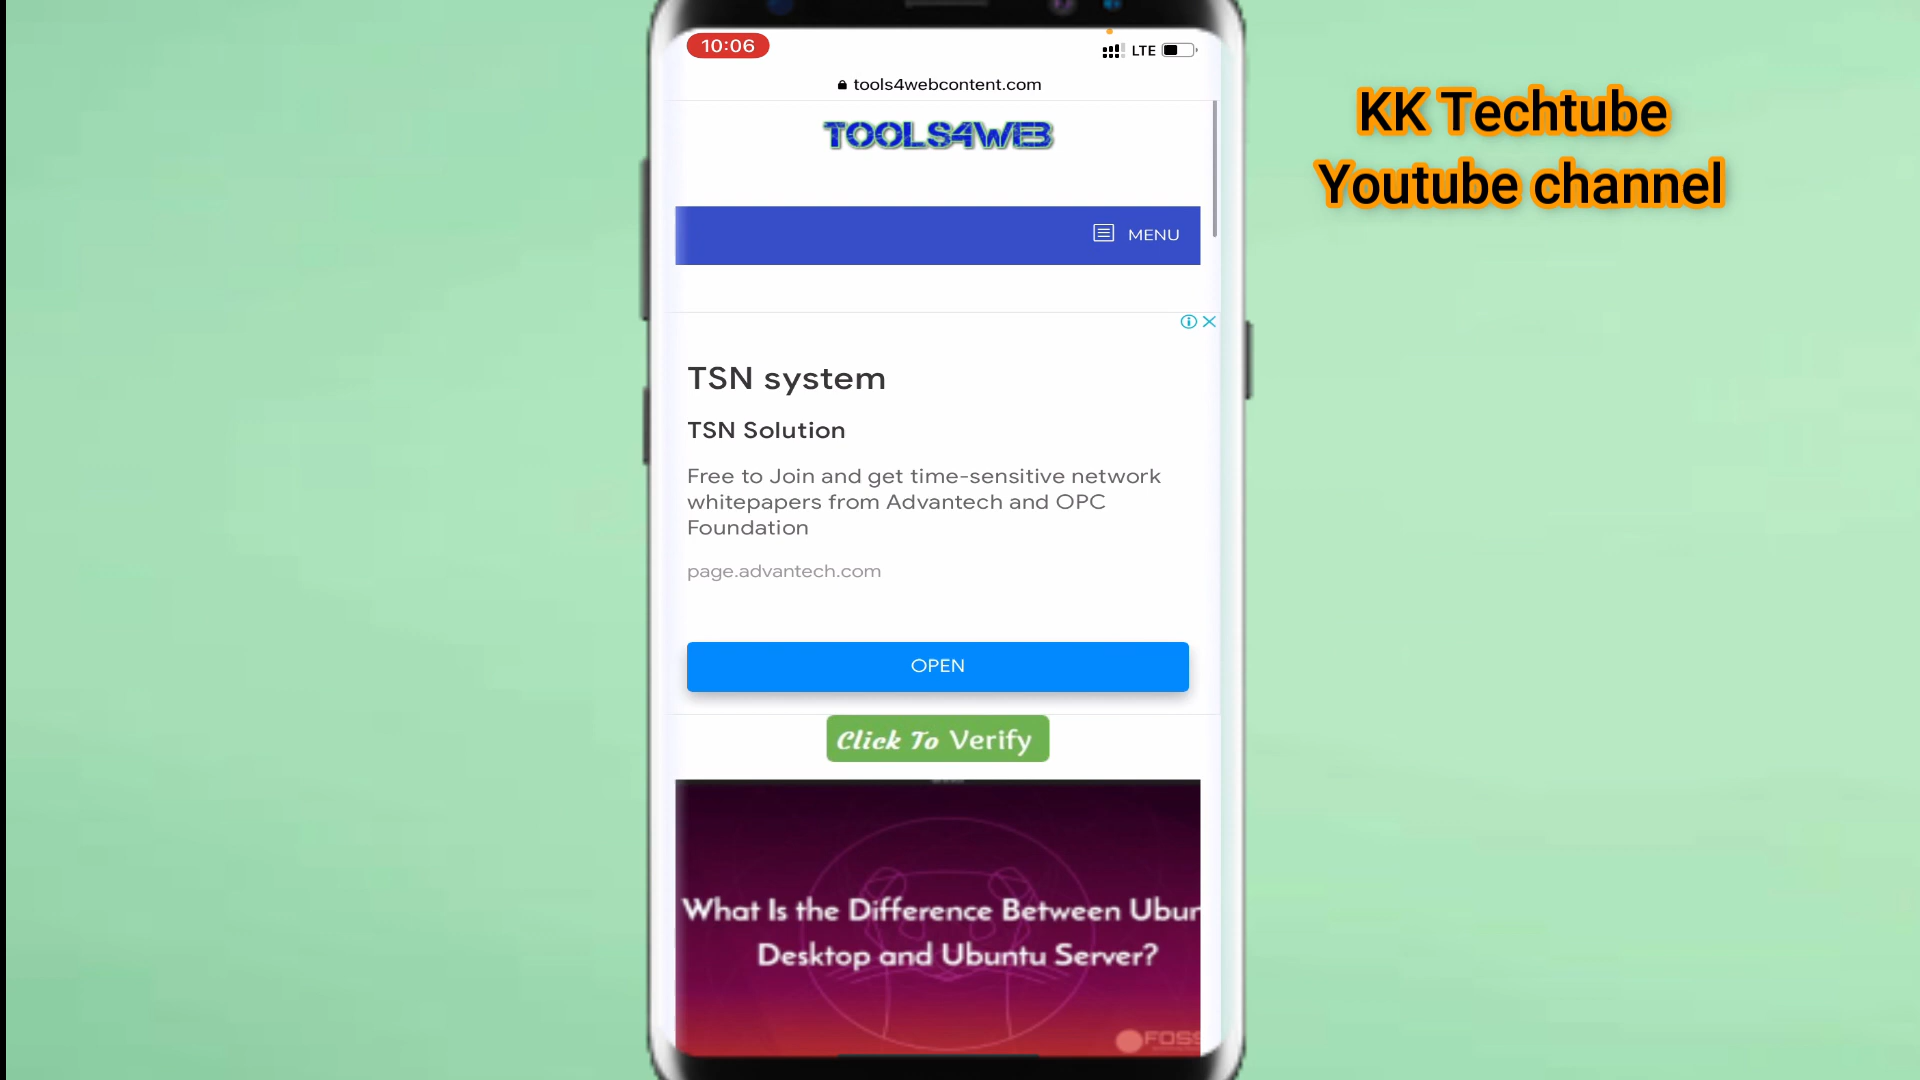 10:06
LTE
tools4webcontent.com
TOOLS4WEB
MENU
TSN system
TSN Solution
Free to Join and get time-sensitive network
whitepapers from Advantech and OPC
Foundation
page.advantech.com
OPEN
Click To Verify
What Is the Difference Between Ubun
Desktop and Ubuntu Server?
FOSS
KK Techtube
Youtube channel